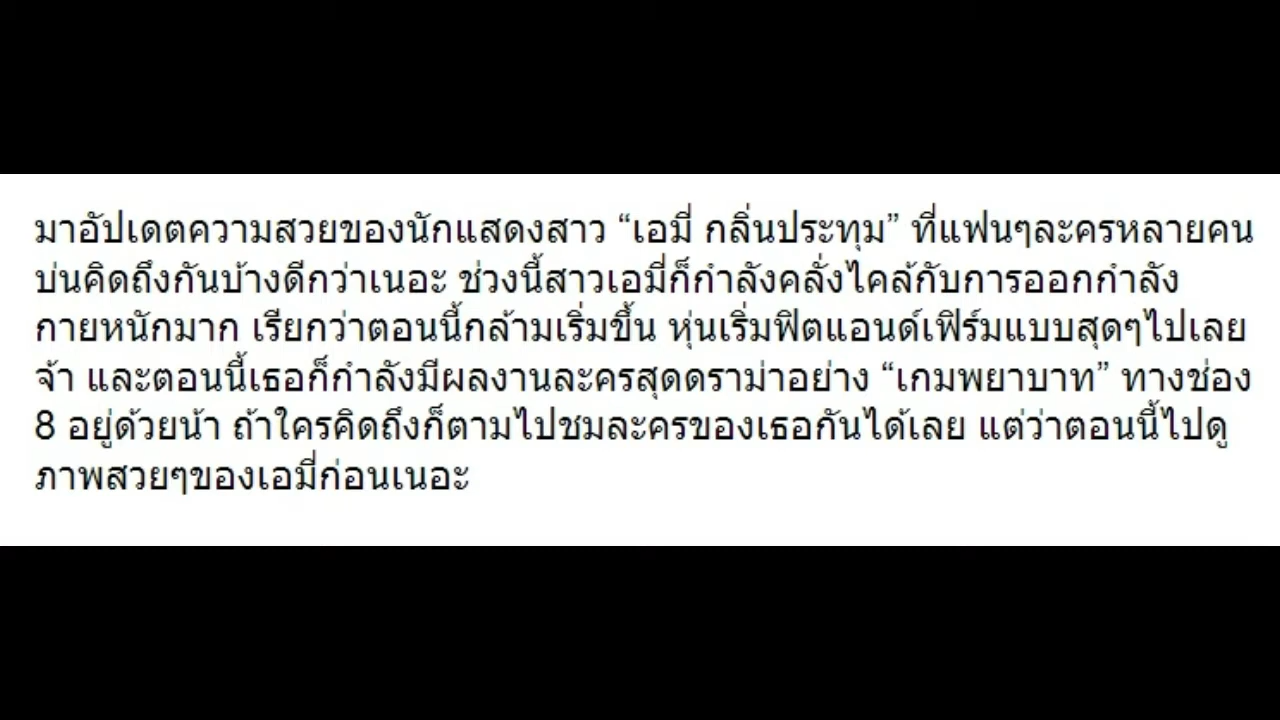 มาอัปเดตความสวยของนักแสดงสาว “เอมี่ กลิ่นประทุม” ที่แฟนๆละครหลายคน
บ่นคิดถึงกันบ้างดีกว่าเนอะ ช่วงนี้สาวเอมี่ก็กำลังคลั่งไคล้กับการออกกำลัง
กายหนักมาก เรียกว่าตอนนี้กล้ามเริ่มขึ้น หุ่นเริ่มฟิตแอนด์เฟิร์มแบบสุดๆไปเลย
จ้า และตอนนี้เธอก็กำลังมีผลงานละครสุดดราม่าอย่าง “เกมพยาบาท” ทางช่อง
8 อยู่ด้วยน้า ถ้าใครคิดถึงก็ตามไปชมละครของเธอกันได้เลย แต่ว่าตอนนี้ไปดู
ภาพสวยๆของเอมี่ก่อนเนอะ